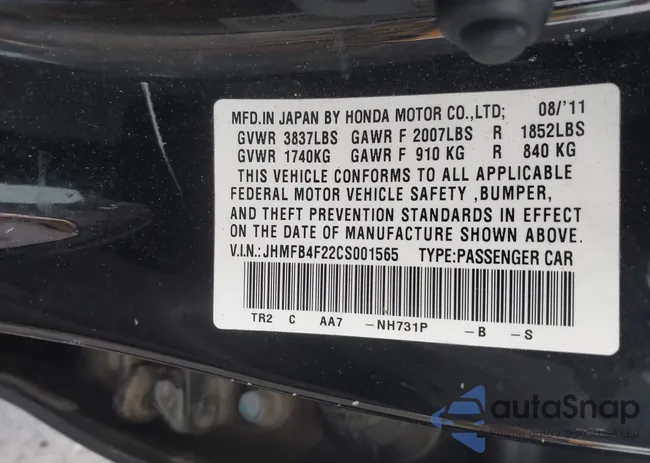 MFD.IN JAPAN BY HONDA MOTOR CO.,LTD; 08/'11
GVWR 3837LBS GAWR F 2007LBS R 1852LBS
GVWR 1740KG GAWR F 910 KG R 840 KG
THIS VEHICLE CONFORMS TO ALL APPLICABLE
FEDERAL MOTOR VEHICLE SAFETY ,BUMPER,
AND THEFT PREVENTION STANDARDS IN EFFECT
ON THE DATE OF MANUFACTURE SHOWN ABOVE.
V.I.N.: JHMFB4F22CS001565 TYPE:PASSENGER CAR
TR2 C AA7 -NH731P -B -S
autaSnap